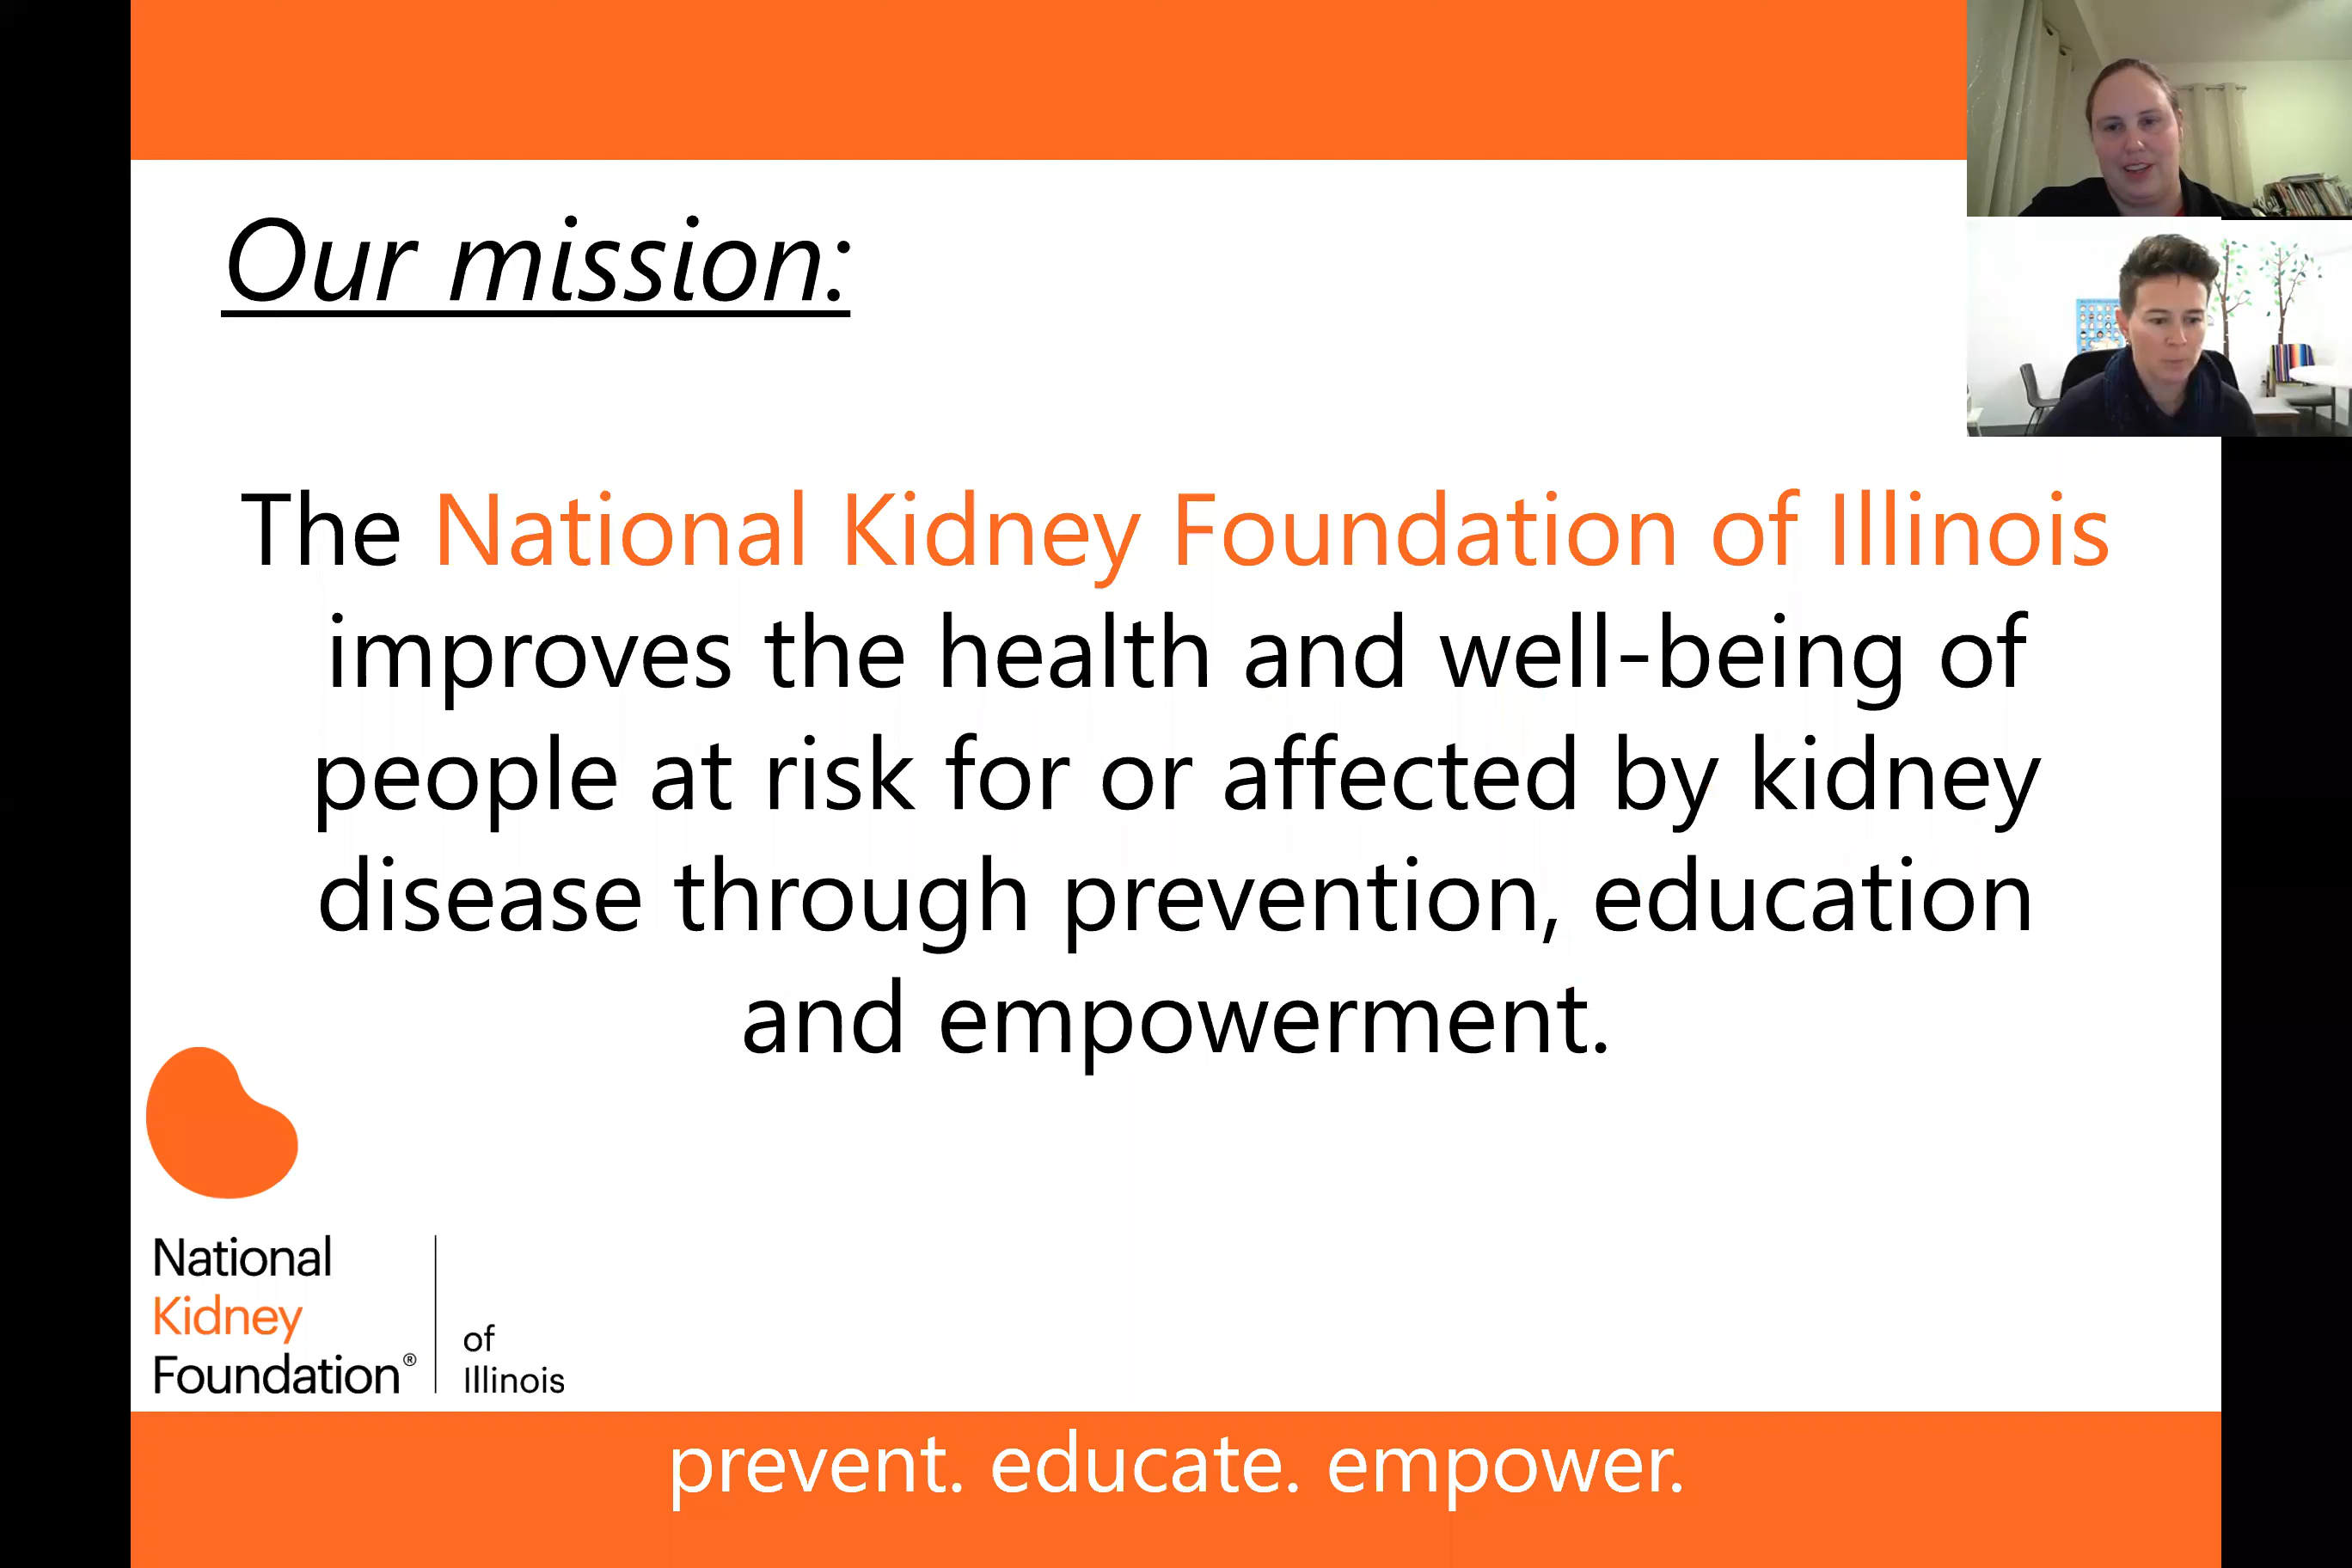 Our mission:
The National Kidney Foundation of Illinois
improves the health and well-being of
people at risk for or affected by kidney
disease through prevention, education
and empowerment.
National
Kidney
Foundation®
of
Illinois
prevent. educate. empower.